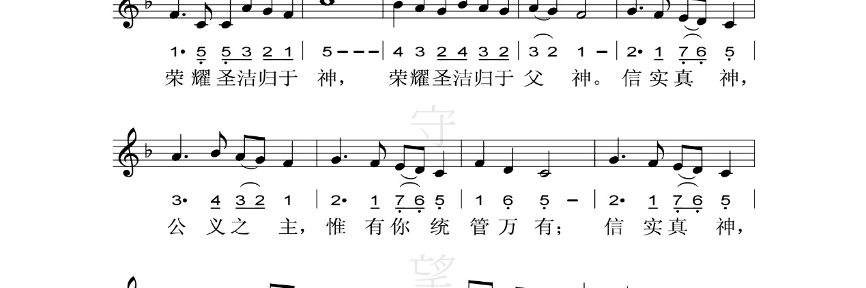 1· 5 5 3 2 1 | 5 – – – | 4 3 2 4 3 2 | 3 2 1 – | 2· 1 7 6 5 |
荣 耀 圣洁归于 神， 荣耀圣洁归于 父 神。信 实真 神，
守
3· 4 3 2 1 | 2· 1 7 6 5 | 1 6 5 – | 2· 1 7 6 5 |
公 义之 主，惟 有你 统 管万 有； 信 实真 神，
望